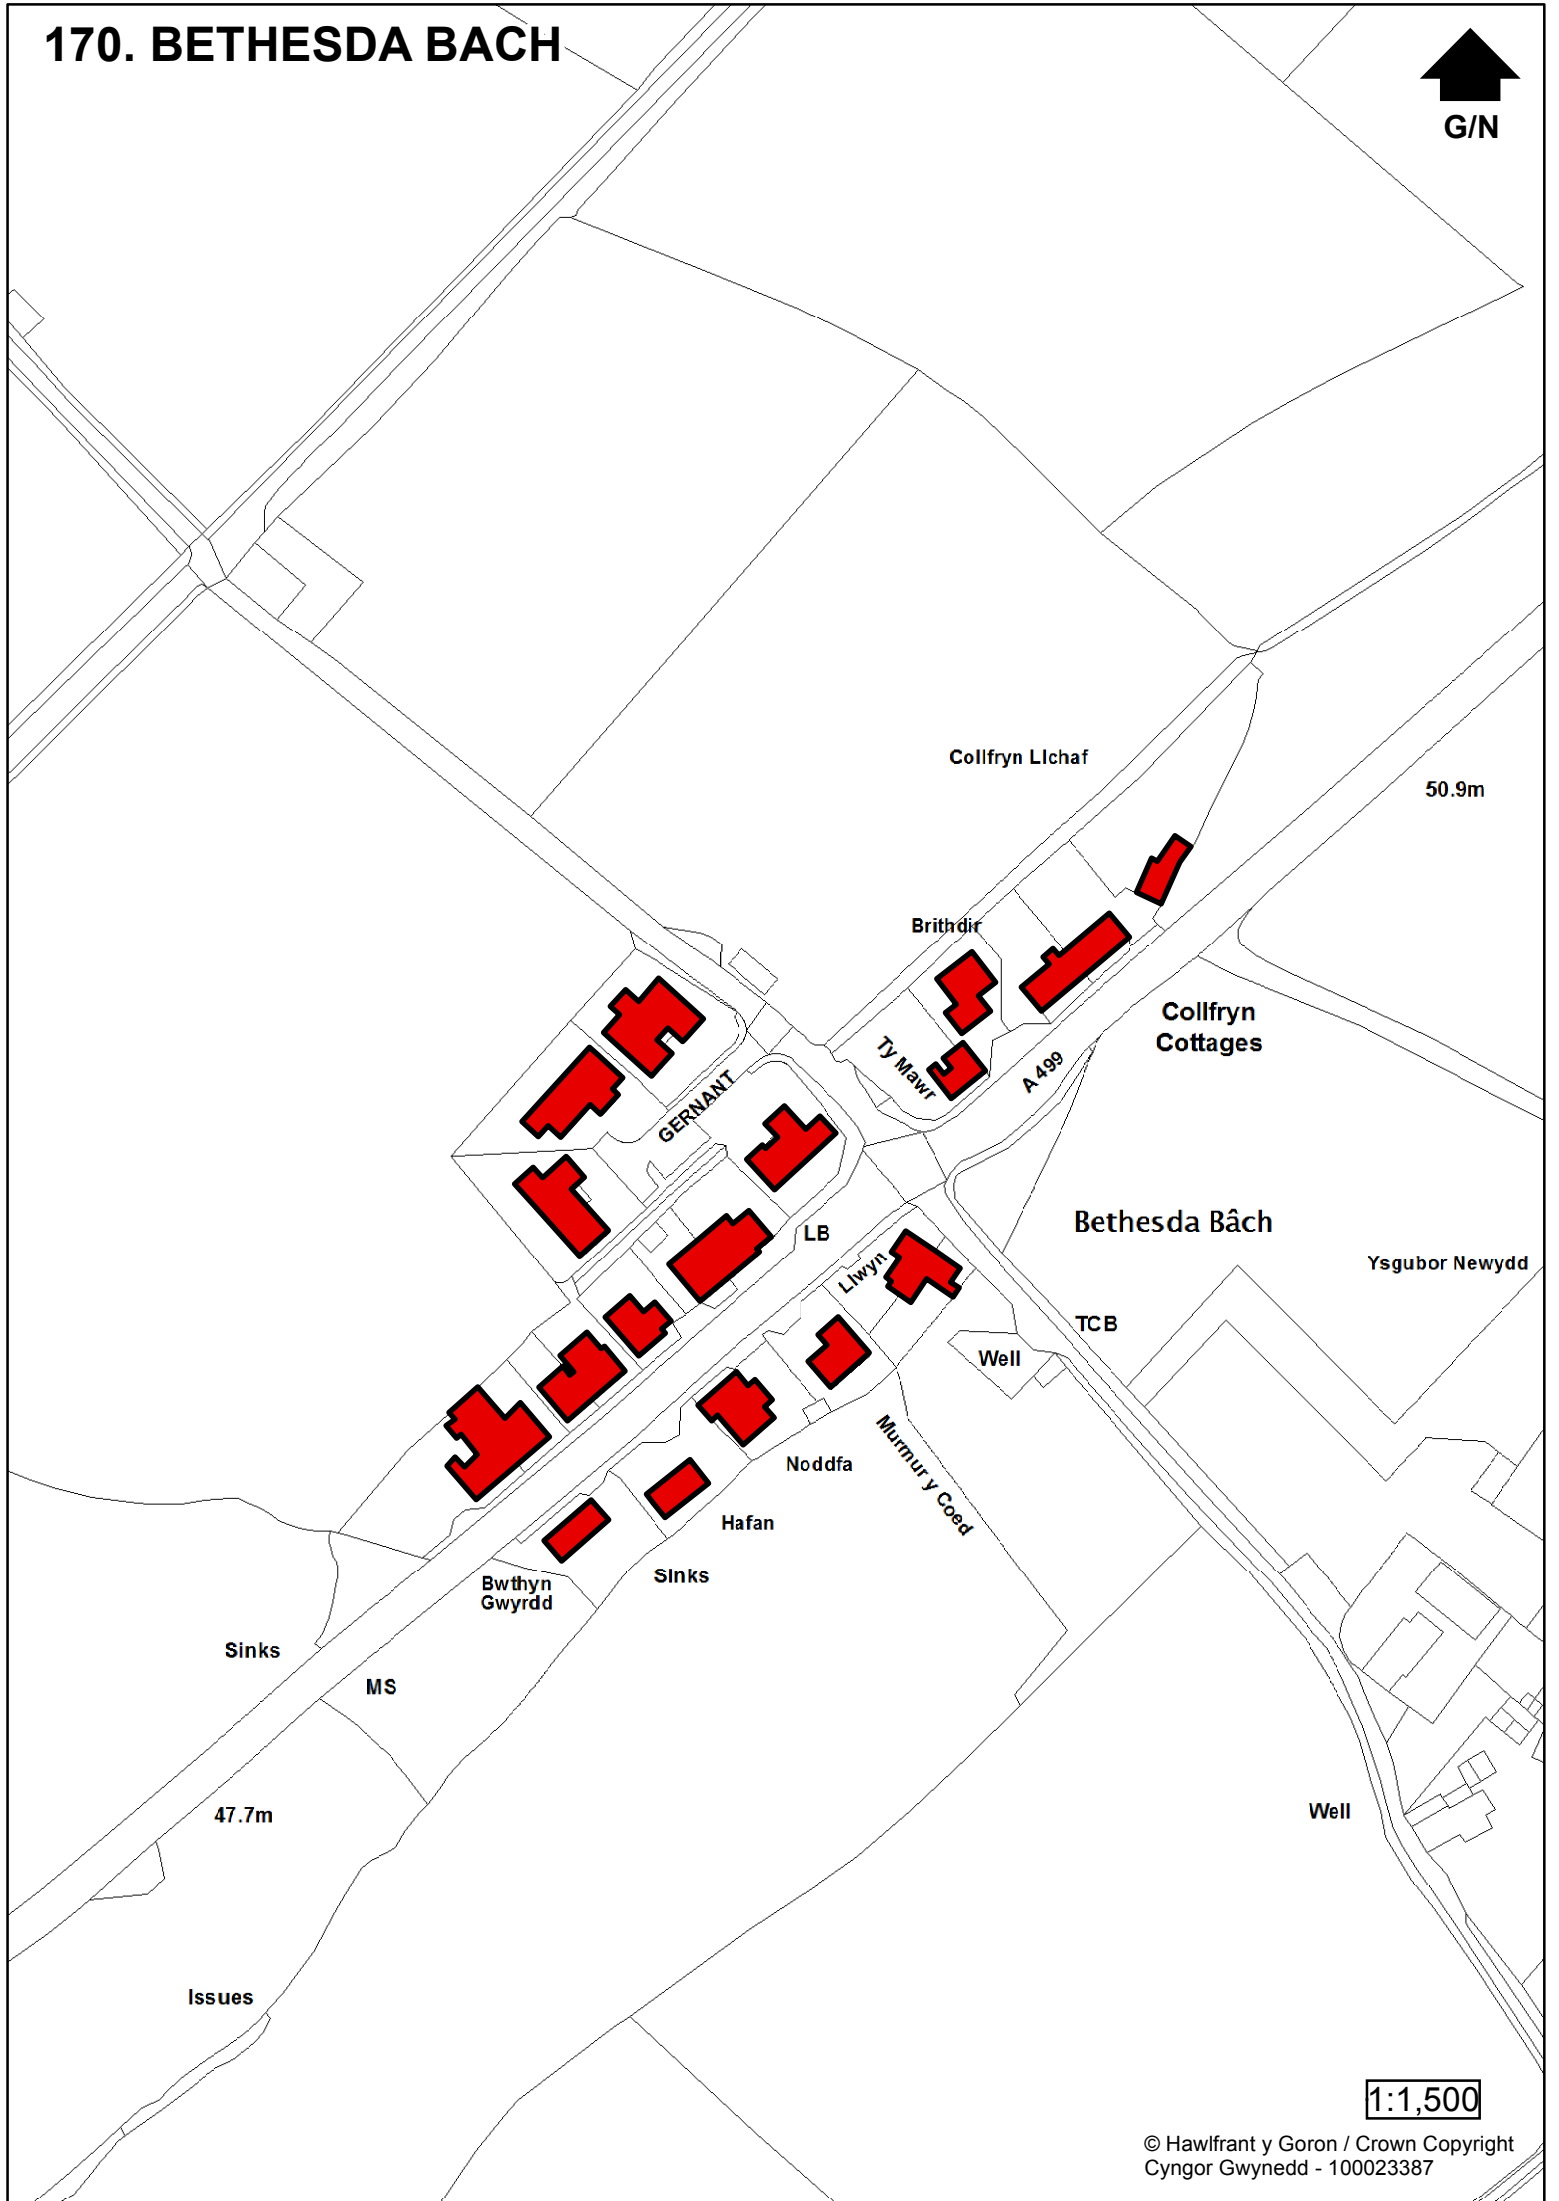 170. BETHESDA BACH
G/N
Collfryn Llchaf
50.9m
Brithdir
Collfryn
Cottages
Ty Mawr
A 499
GERNANT
Bethesda Bâch
LB
Llwyn
Ysgubor Newydd
TCB
Well
Murmur y Coed
Noddfa
Hafan
Sinks
Bwthyn
Gwyrdd
Sinks
MS
47.7m
Well
Issues
1:1,500
© Hawlfrant y Goron / Crown Copyright
Cyngor Gwynedd - 100023387